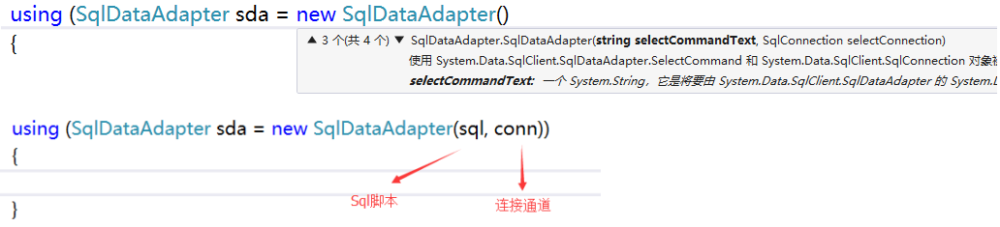 using (SqlDataAdapter sda = new SqlDataAdapter()
{
▲ 3 个(共 4 个) ▼ SqlDataAdapter.SqlDataAdapter(string selectCommandText, SqlConnection selectConnection)
使用 System.Data.SqlClient.SqlDataAdapter.SelectCommand 和 System.Data.SqlClient.SqlConnection 对象
selectCommandText: 一个 System.String，它是将要由 System.Data.SqlClient.SqlDataAdapter 的 System.
using (SqlDataAdapter sda = new SqlDataAdapter(sql, conn))
{
Sql脚本 连接通道
}